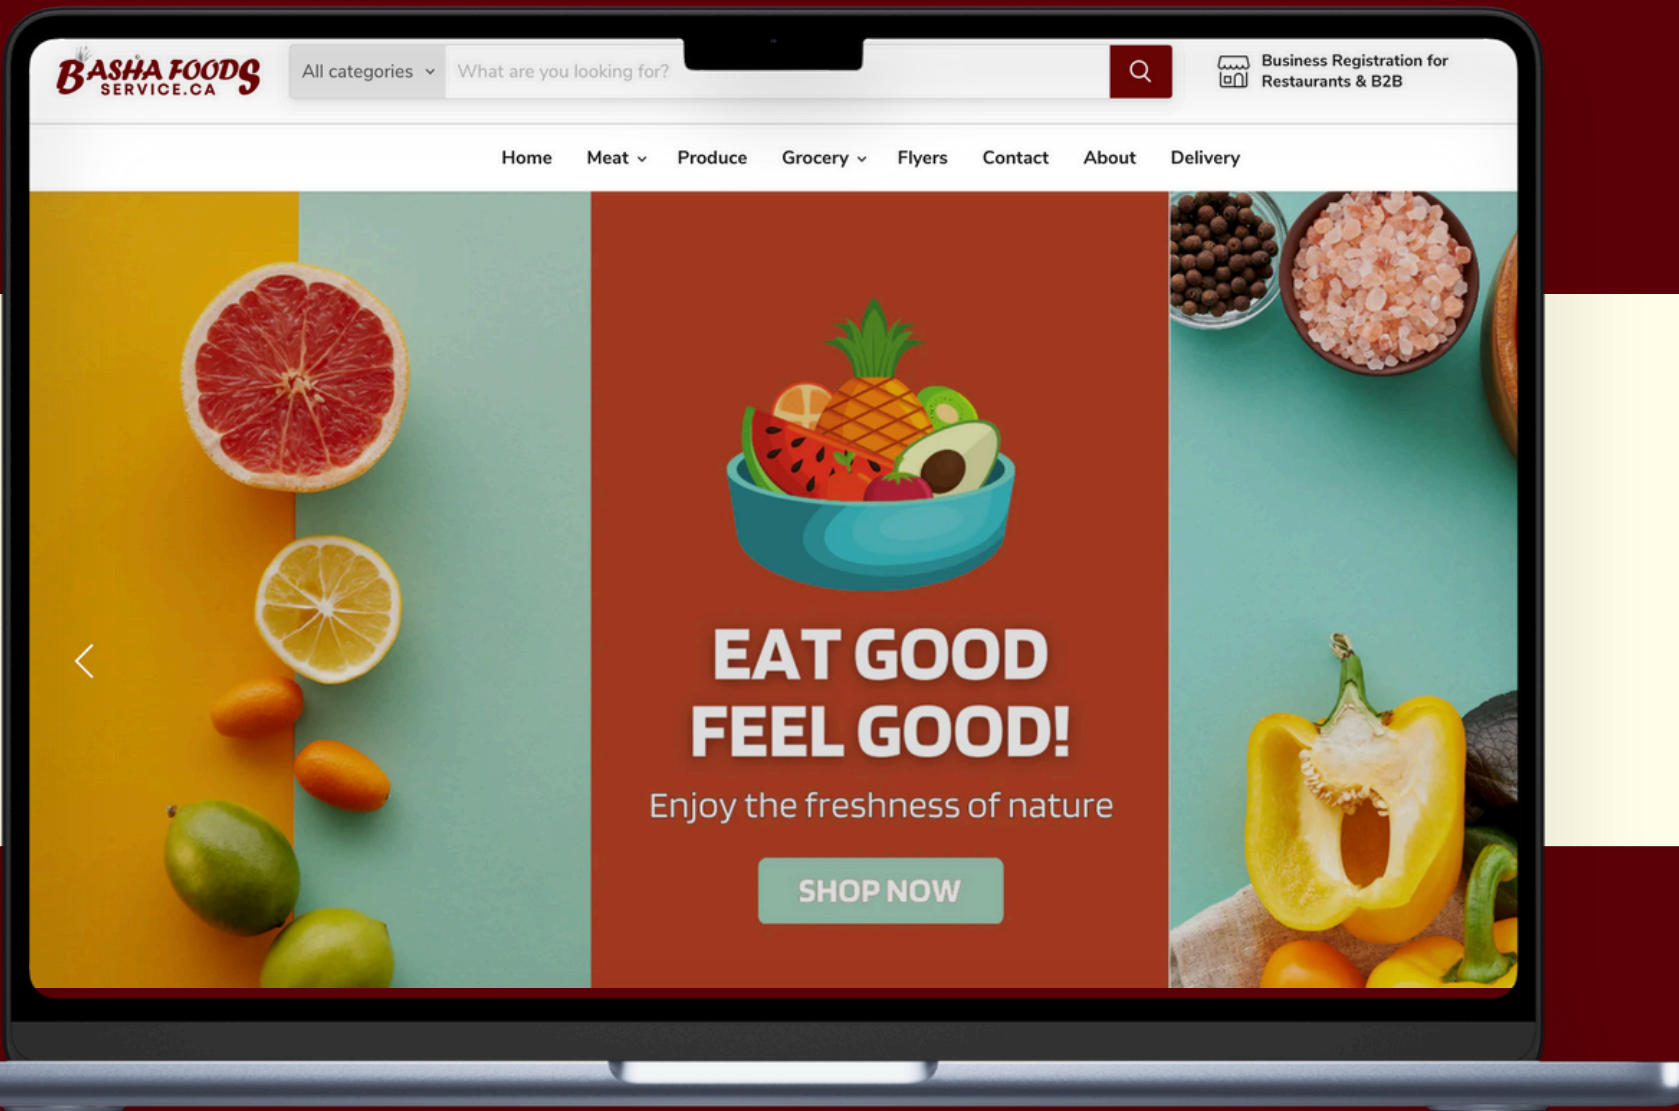 BASHA FOODS
SERVICE.CA
All categories
What are you looking for?
Business Registration for
Restaurants & B2B
Home Meat Produce Grocery Flyers Contact About Delivery
EAT GOOD
FEEL GOOD!
Enjoy the freshness of nature
SHOP NOW